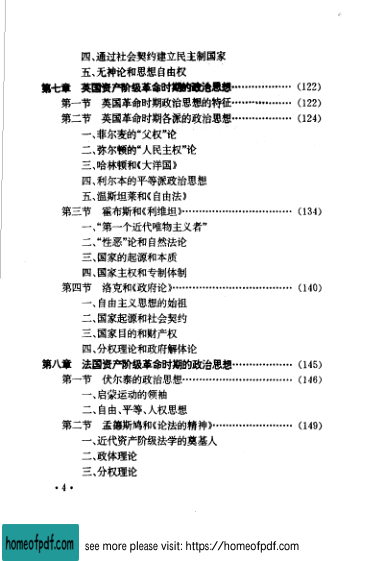 四、通过社会契约建立民主制国家
五、无神论和思想自由权
第七章 英国资产阶级革命时期的政治思想………………（122）
第一节 英国革命时期政治思想的特征………………（122）
第二节 英国革命时期各派的政治思想………………（124）
一、菲尔麦的“父权”论
二、弥尔顿的“人民主权”论
三、哈林顿和《大洋国》
四、利尔本的平等派政治思想
五、温斯坦莱和《自由法》
第三节 霍布斯和《利维坦》………………………………（134）
一、“第一个近代唯物主义者”
二、“性恶”论和自然法论
三、国家的起源和本质
四、国家主权和专制体制
第四节 洛克和《政府论》…………………………………（140）
一、自由主义思想的始祖
二、国家起源和社会契约
三、国家目的和财产权
四、分权理论和政府解体论
第八章 法国资产阶级革命时期的政治思想………………（145）
第一节 伏尔泰的政治思想………………………………（146）
一、启蒙运动的领袖
二、自由、平等、人权思想
第二节 孟德斯鸠和《论法的精神》………………………（149）
一、近代资产阶级法学的奠基人
二、政体理论
三、分权理论
·4·
homeofpdf.com see more please visit: https://homeofpdf.com